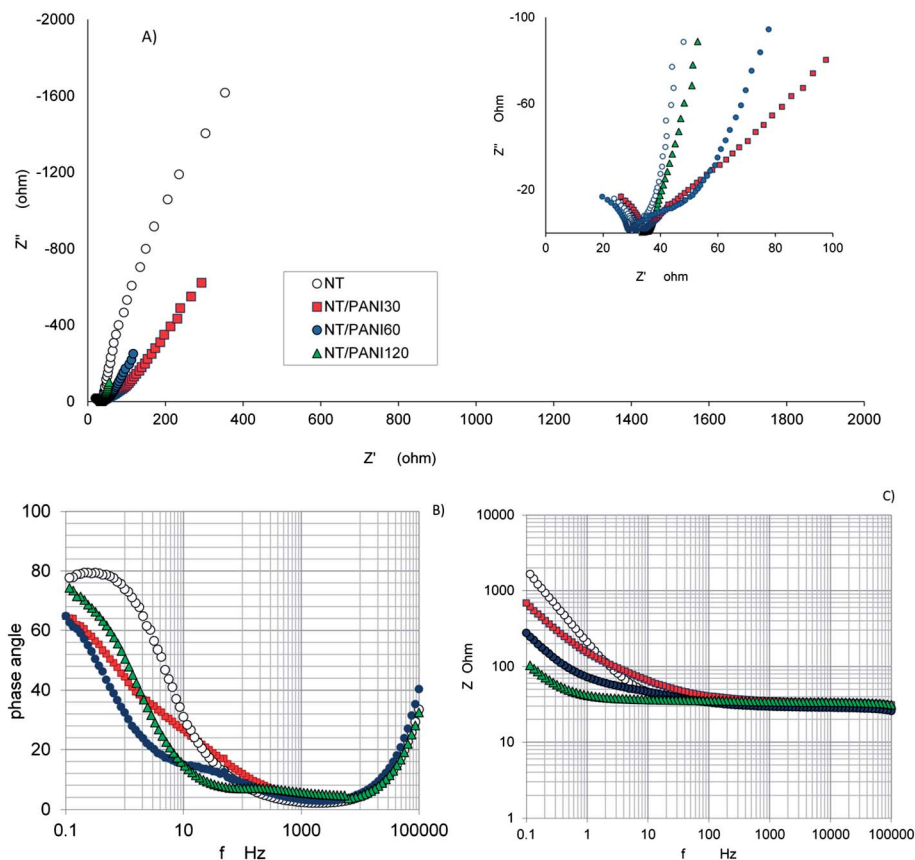 A)
-2000
-1600
-1200
-800
-400
0
Z'' (ohm)
0 200 400 600 800 1000 1200 1400 1600 1800 2000
Z' (ohm)
NT
NT/PANI30
NT/PANI60
NT/PANI120
-100
-60
-20
Z'' Ohm
0 20 40 60 80 100
Z' ohm
B)
100
80
60
40
20
0
phase angle
0.1 10 1000 100000
f Hz
C)
10000
1000
100
10
1
Z Ohm
0.1 1 10 100 1000 10000 100000
f Hz